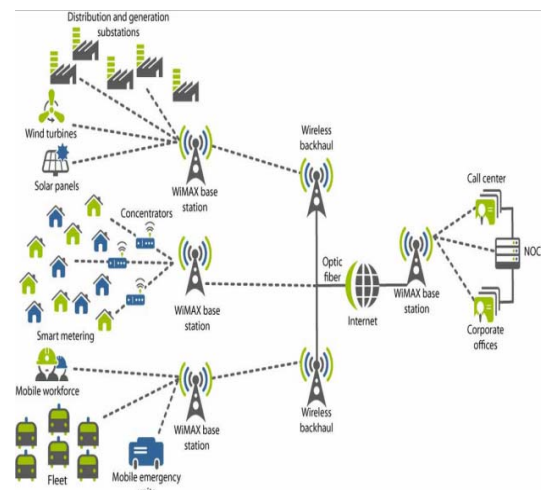 Distribution and generation
substations
Wind turbines
Solar panels
WiMAX base
station
Wireless
backhaul
Call center
Concentrators
NOC
Optic
fiber
WiMAX base
station
Internet
WiMAX base
station
Corporate
offices
Smart metering
Mobile workforce
WiMAX base
station
Wireless
backhaul
Fleet
Mobile emergency